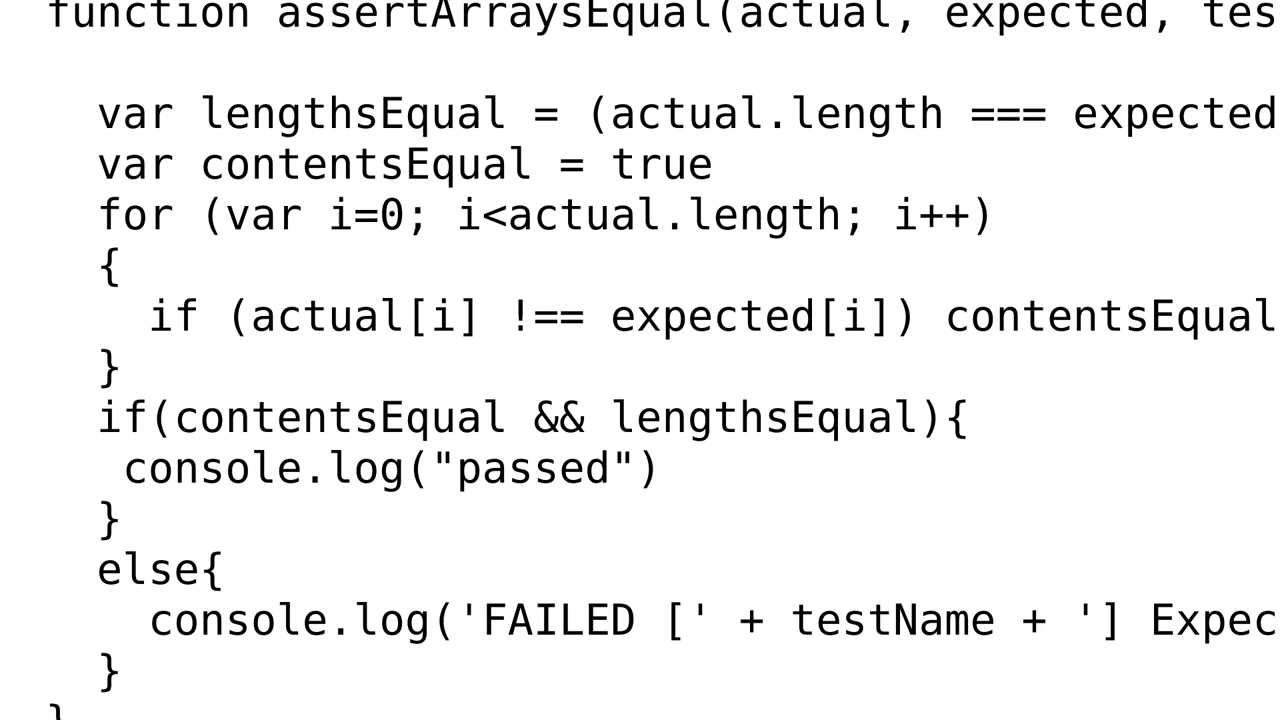 function assertArraysEqual(actual, expected, tes
var lengthsEqual = (actual.length === expected
var contentsEqual = true
for (var i=0; i<actual.length; i++)
{
if (actual[i] !== expected[i]) contentsEqual
}
if(contentsEqual && lengthsEqual){
console.log("passed")
}
else{
console.log('FAILED [' + testName + '] Expec
}
}